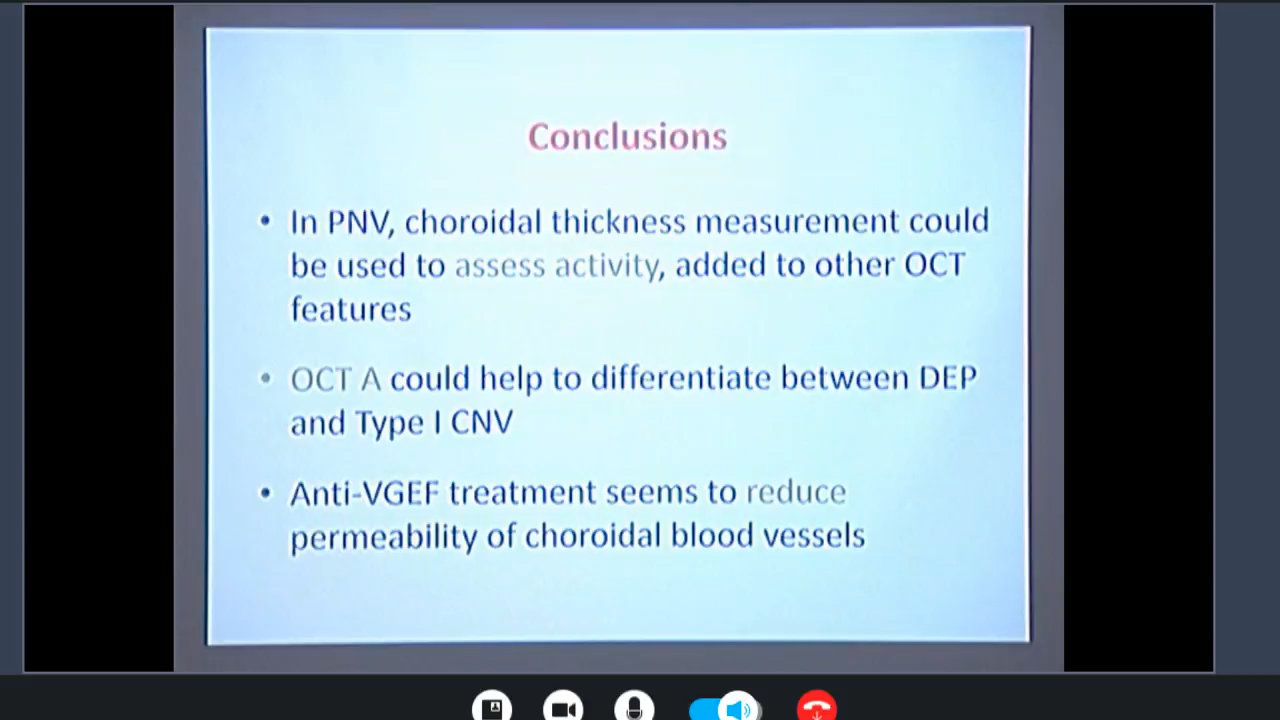 Conclusions
• In PNV, choroidal thickness measurement could
be used to assess activity, added to other OCT
features
• OCT A could help to differentiate between DEP
and Type I CNV
• Anti-VGEF treatment seems to reduce
permeability of choroidal blood vessels